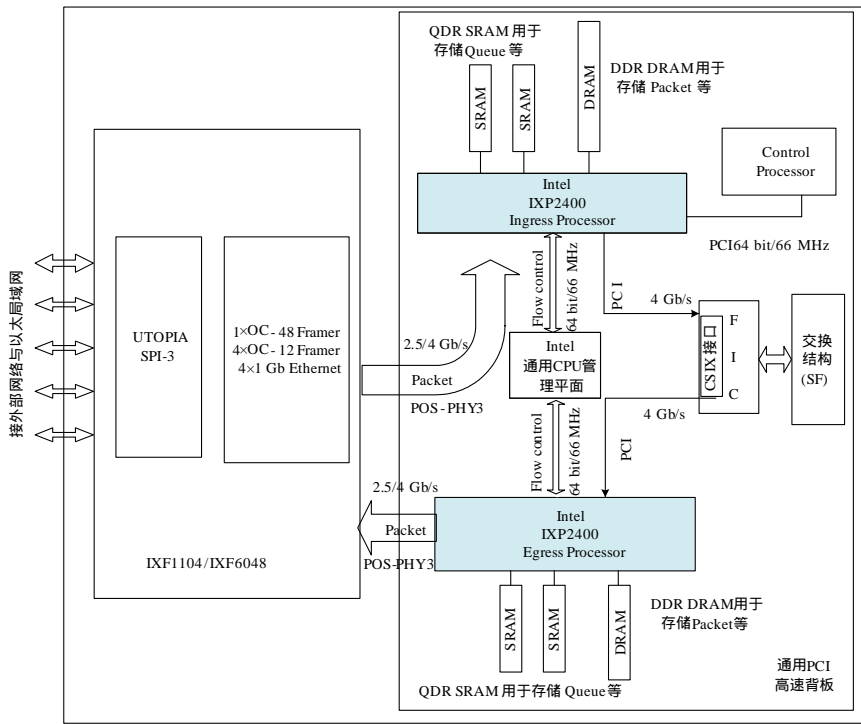 QDR SRAM 用于
存储Queue 等
DDR DRAM用于
存储 Packet 等
SRAM
SRAM
DRAM
Control
Processor
Intel
IXP2400
Ingress Processor
PCI64 bit/66 MHz
接外部网络与以太局域网
UTOPIA
SPI-3
1×OC- 48 Framer
4×OC- 12 Framer
4×1 Gb Ethernet
2.5/4 Gb/s
Packet
POS-PHY3
Flow control
64 bit/66 MHz
PCI
4 Gb/s
Intel
通用CPU管
理平面
CSIX接口
F
I
C
交换
结构
(SF)
4 Gb/s
Flow control
64 bit/66 MHz
PCI
2.5/4 Gb/s
Packet
POS-PHY3
Intel
IXP2400
Egress Processor
IXF1104/IXF6048
SRAM
SRAM
DRAM
DDR DRAM用于
存储Packet等
QDR SRAM 用于存储 Queue等
通用PCI
高速背板